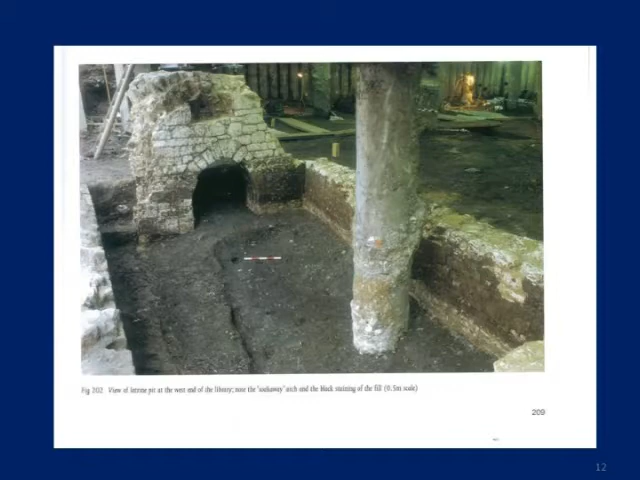 Fig 202 View of latrine pit at the west end of the library; note the 'soakaway' arch and the black staining of the fill (0.5m scale)
209
12